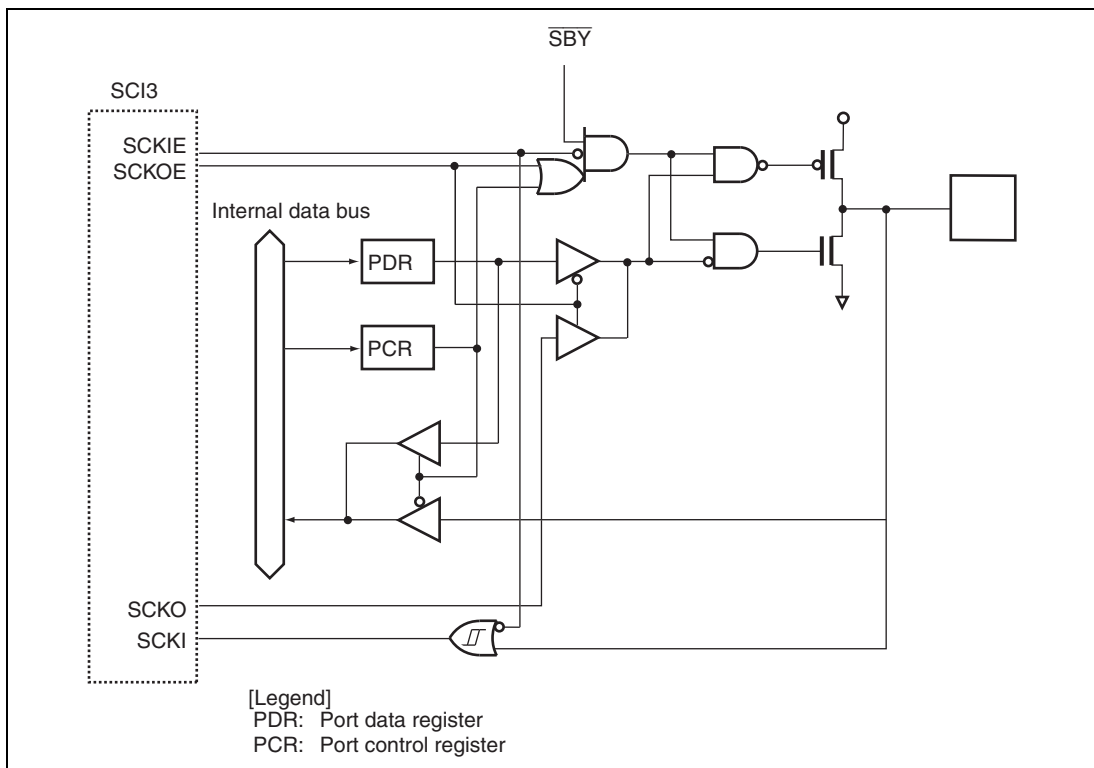 SBY
SCI3
SCKIE
SCKOE
Internal data bus
PDR
PCR
SCKO
SCKI
[Legend]
PDR: Port data register
PCR: Port control register